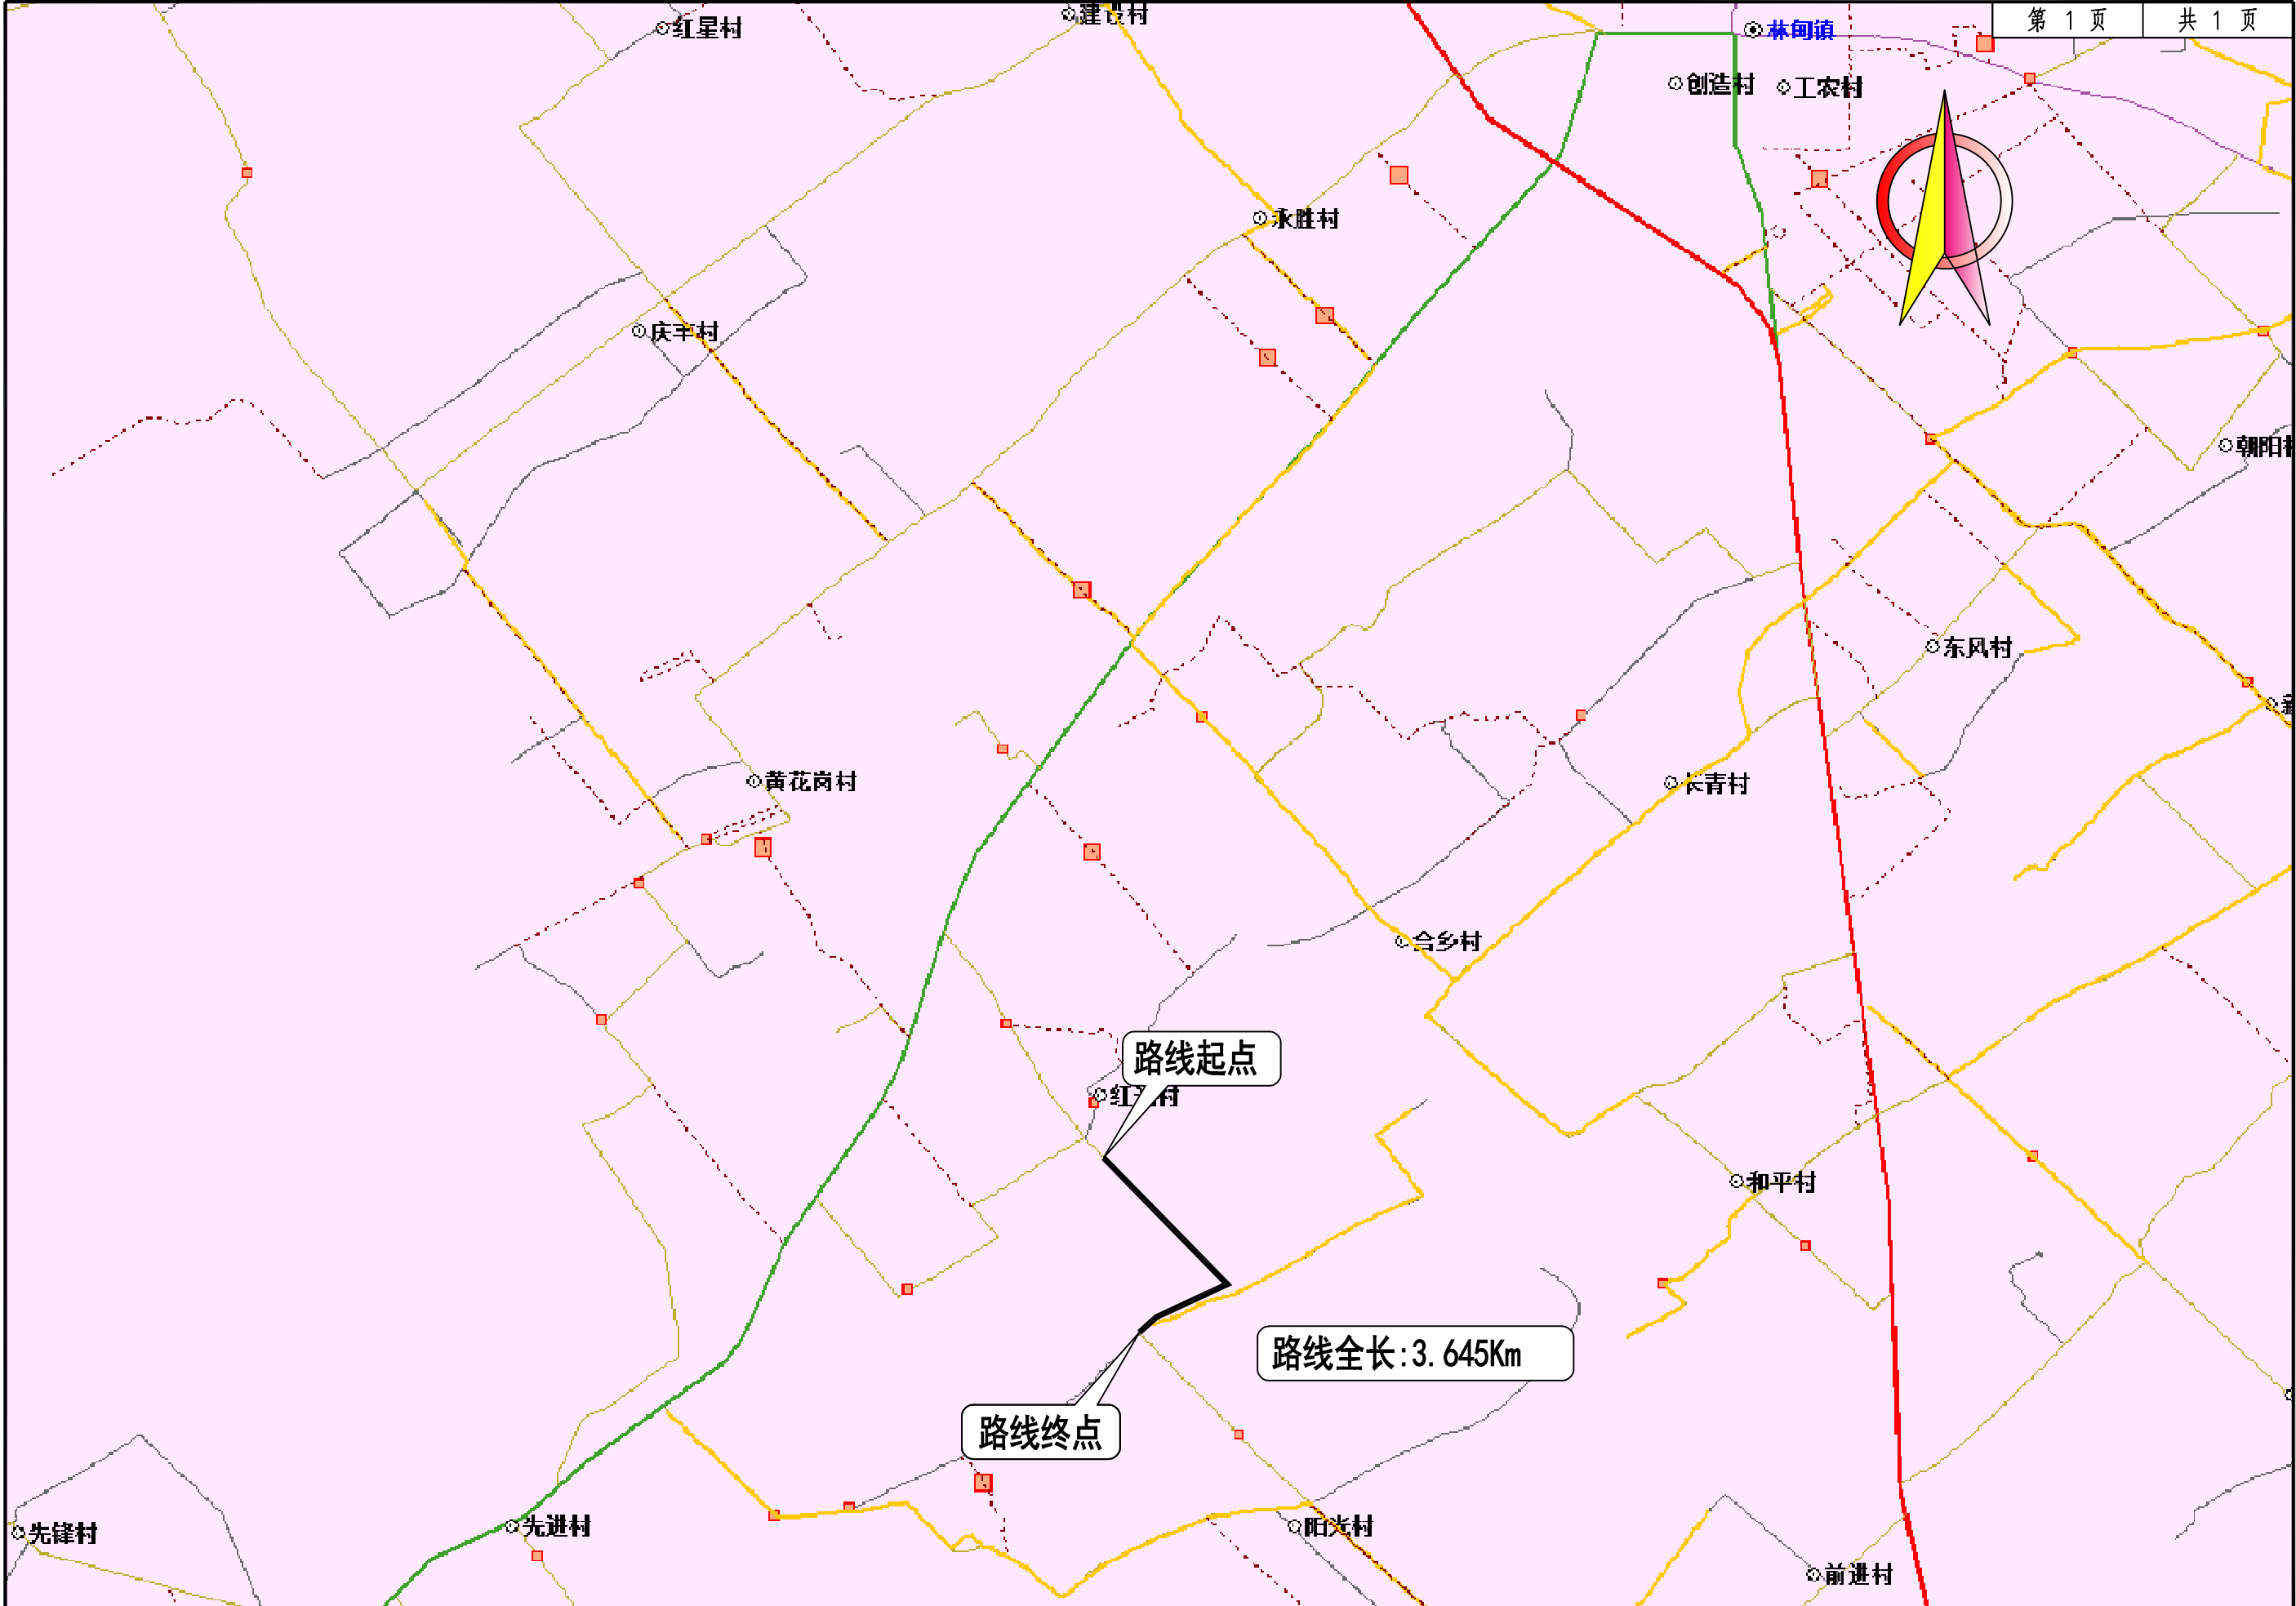 第 1 页 共 1 页
红星村
建设村
林甸镇
创造村
工农村
永胜村
庆丰村
朝阳村
东风村
黄花岗村
长青村
合乡村
路线起点
和平村
路线全长:3.645Km
路线终点
先锋村
先进村
阳光村
前进村